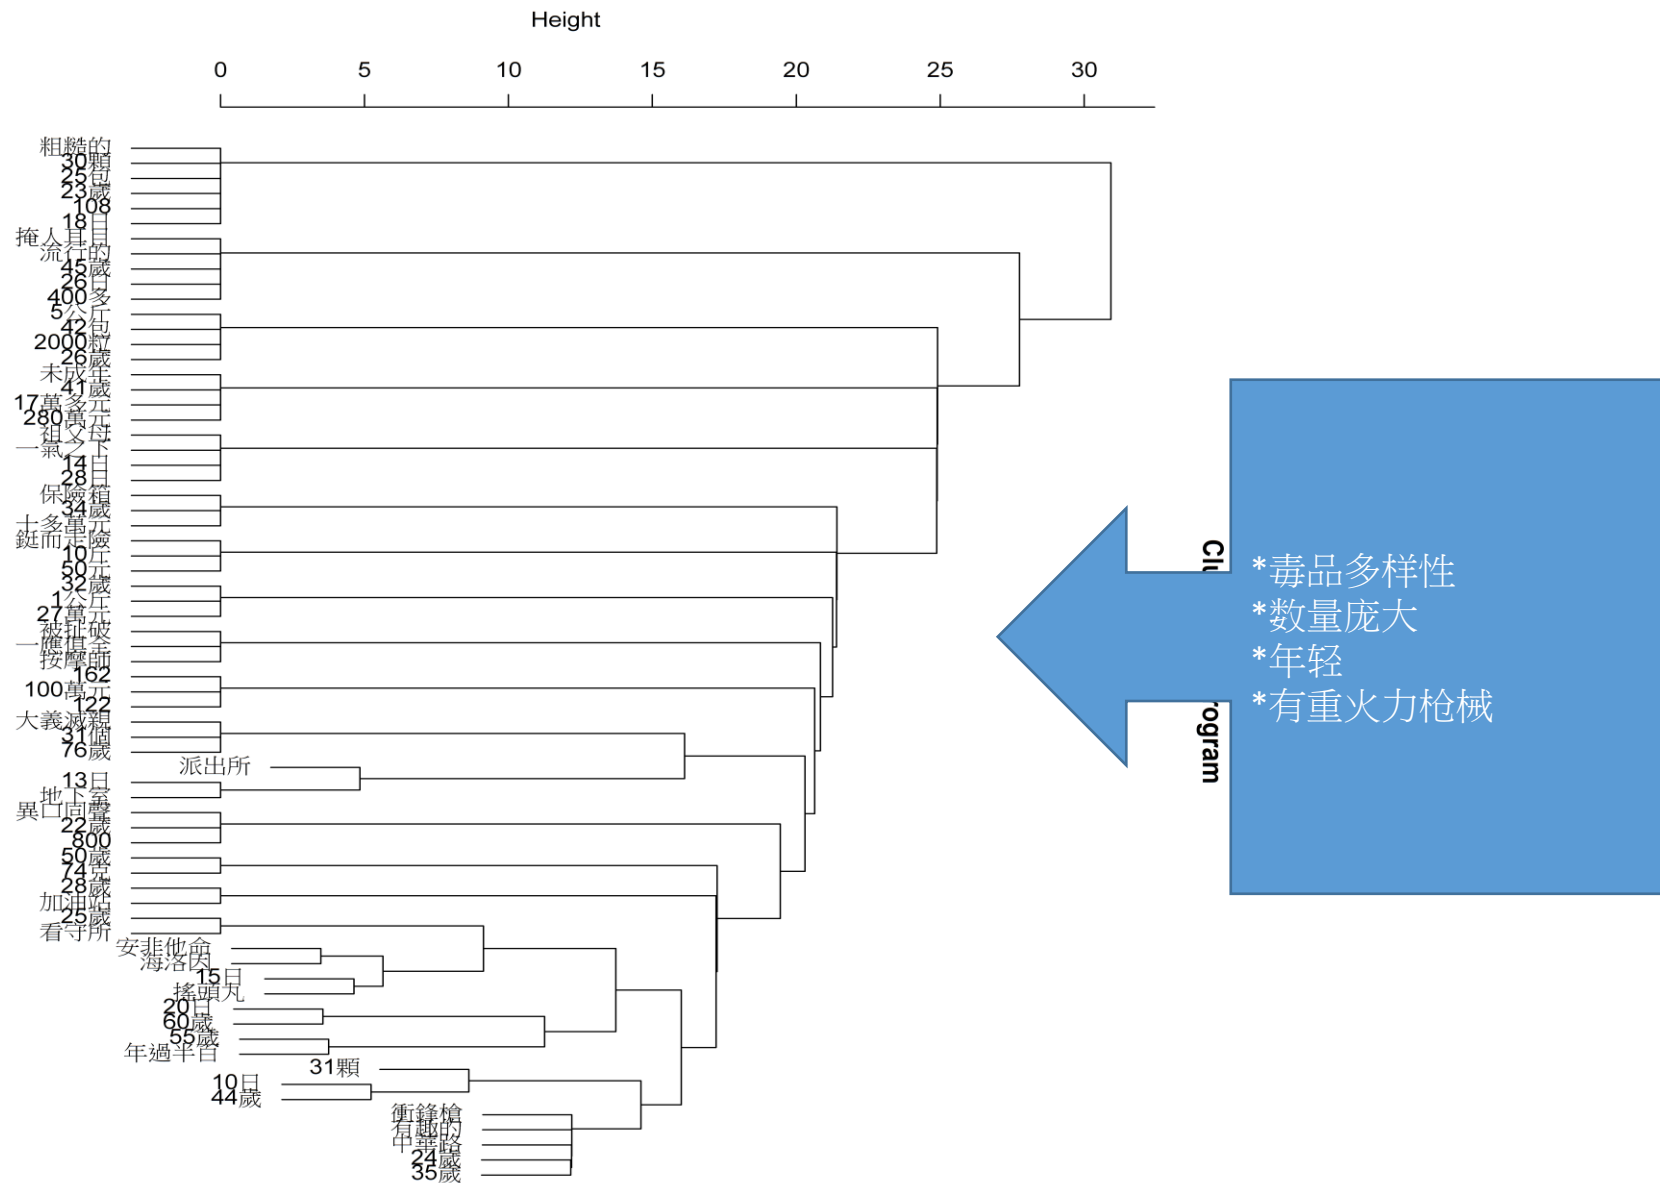 Height
0 5 10 15 20 25 30
粗糙的
30顆
25包
23歲
108
18日
掩人耳目
流行的
45歲
26日
400多
5公斤
42包
2000粒
26歲
未成年
41歲
17萬多元
280萬元
祖父母
一氣之下
14日
28日
保險箱
34歲
十多萬元
鋌而走險
10斤
50元
32歲
1公斤
27萬元
被扯破
一應俱全
按摩師
162
100萬元
122
大義滅親
31個
76歲
派出所
13日
地下室
異口同聲
22歲
800
50歲
74克
28歲
加油站
25歲
看守所
安非他命
海洛因
15日
搖頭丸
20日
60歲
55歲
年過半百
31顆
10日
44歲
衝鋒槍
有趣的
中華路
24歲
35歲
*毒品多样性
*数量庞大
*年轻
*有重火力枪械